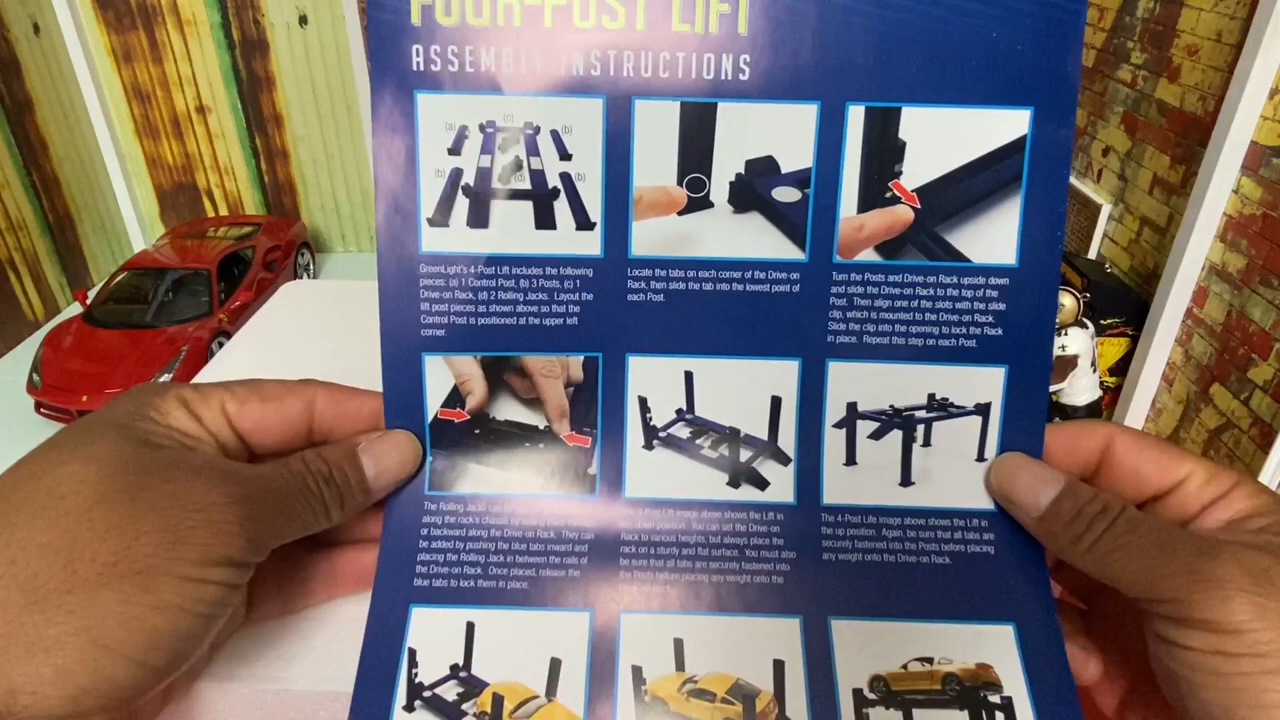 FOUR-POST LIFT
ASSEMBLY INSTRUCTIONS
(a)
(c)
(b)
(b)
(d)
(b)
GreenLight's 4-Post Lift includes the following
pieces: (a) 1 Control Post, (b) 3 Posts, (c) 1
Drive-on Rack, (d) 2 Rolling Jacks. Layout the
lift post pieces as shown above so that the
Control Post is positioned at the upper left
corner.
Locate the tabs on each corner of the Drive-on
Rack, then slide the tab into the lowest point of
each Post.
Turn the Posts and Drive-on Rack upside down
and slide the Drive-on Rack to the top of the
Post. Then align one of the slots with the slide
clip, which is mounted to the Drive-on Rack.
Slide the clip into the opening to lock the Rack
in place. Repeat this step on each Post.
The Rolling Jacks can be
along the rack's chassis by
or backward along the Drive-on Rack. They can
be added by pushing the blue tabs inward and
placing the Rolling Jack in between the rails of
the Drive-on Rack. Once placed, release the
blue tabs to lock them in place.
The 4-Post Lift image above shows the Lift in
the down position. You can set the Drive-on
Rack to various heights, but always place the
rack on a sturdy and flat surface. You must also
be sure that all tabs are securely fastened into
the Posts before placing any weight onto the
The 4-Post Life image above shows the Lift in
the up position. Again, be sure that all tabs are
securely fastened into the Posts before placing
any weight onto the Drive-on Rack.